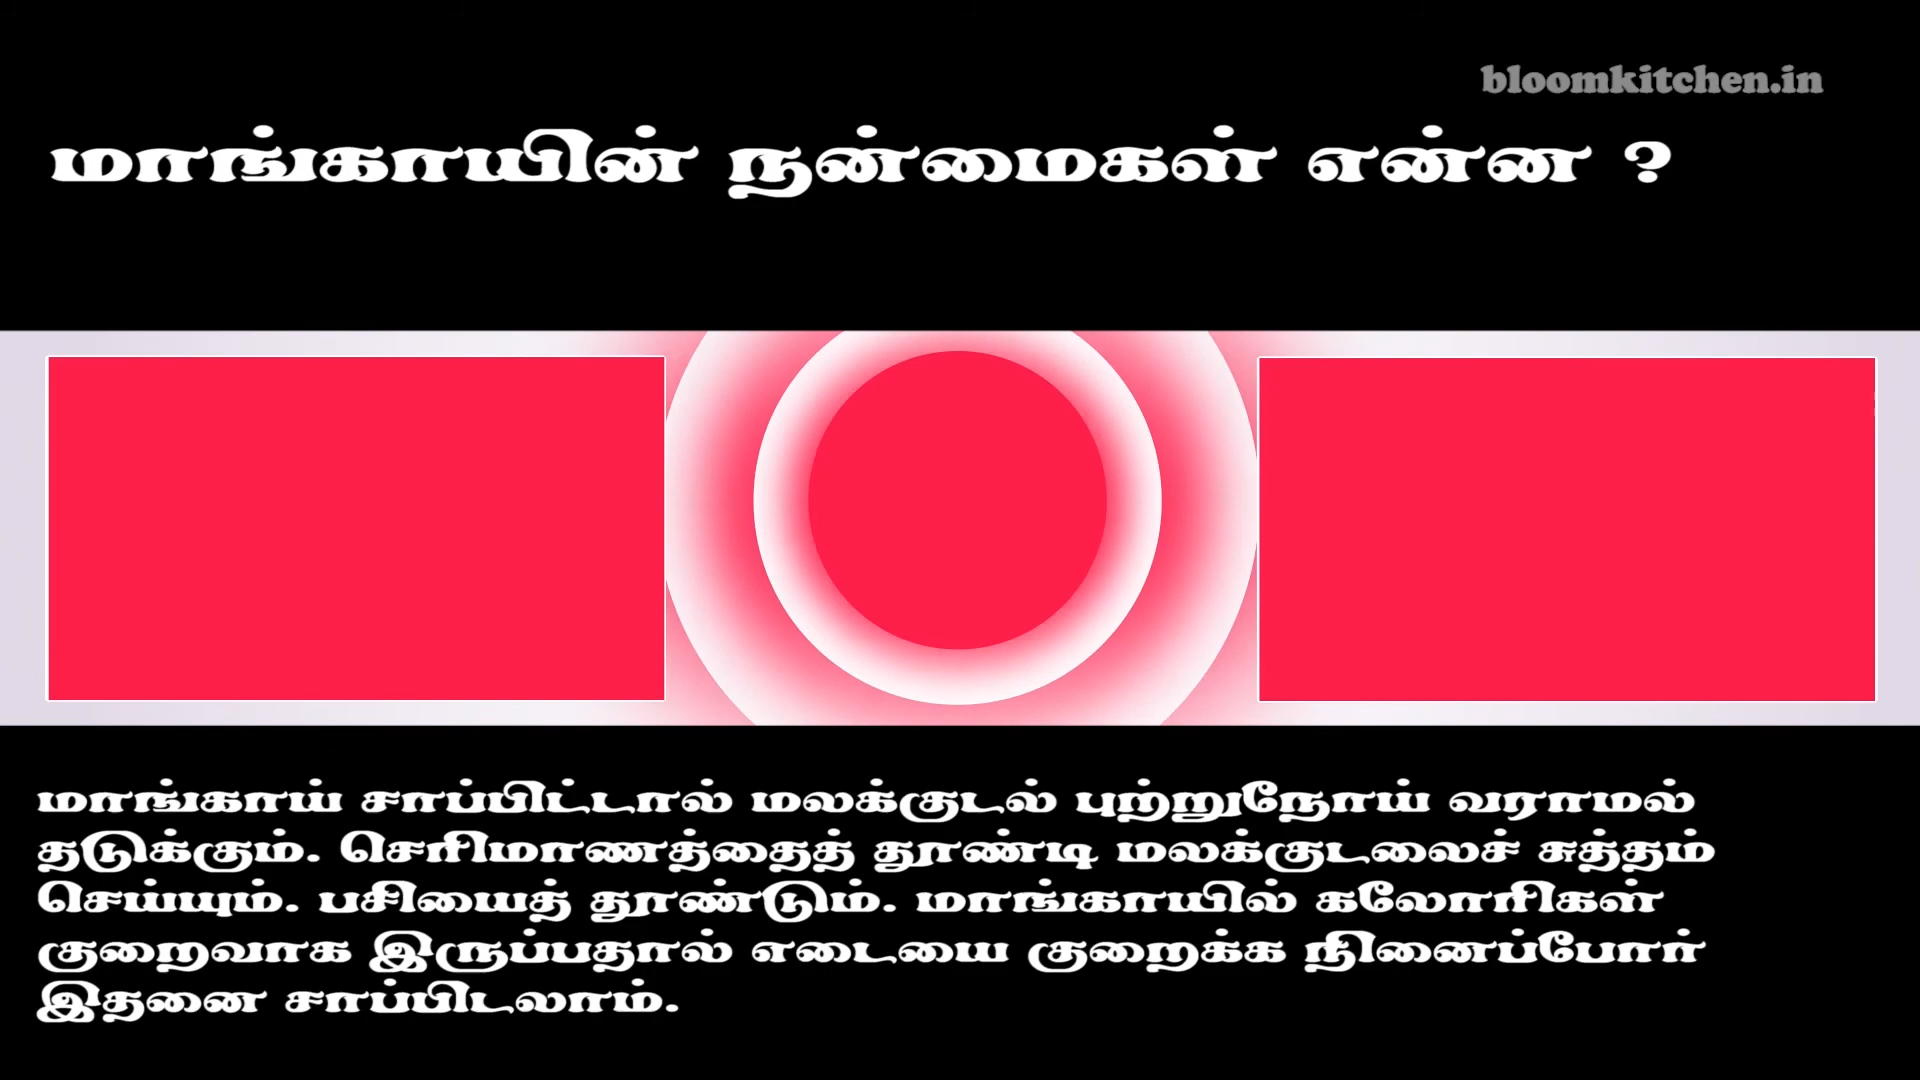 bloomkitchen.in
மாங்காயின் நன்மைகள் என்ன ?
மாங்காய் சாப்பிட்டால் மலக்குடல் புற்றுநோய் வராமல்
தடுக்கும். செரிமாணத்தைத் தூண்டி மலக்குடலைச் சுத்தம்
செய்யும். பசியைத் தூண்டும். மாங்காயில் கலோரிகள்
குறைவாக இருப்பதால் எடையை குறைக்க நினைப்போர்
இதனை சாப்பிடலாம்.